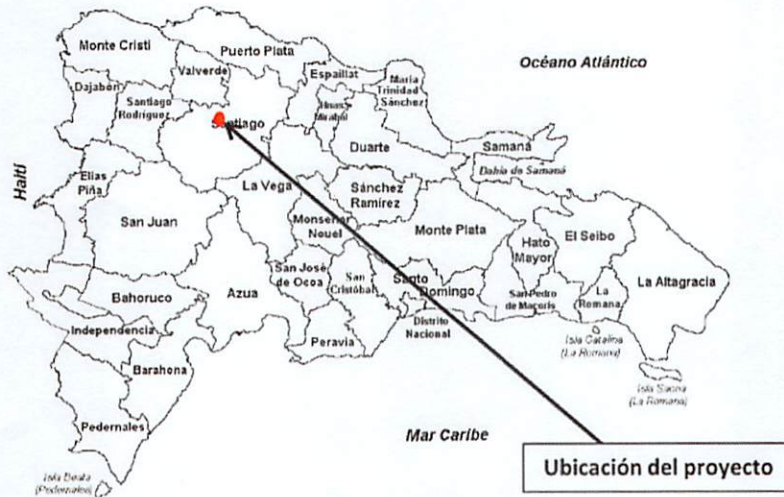 Monte Cristi
Puerto Plata
Océano Atlántico
Valverde
Espaillat
María
Trinidad
Sánchez
Dajabón
Santiago
Rodríguez
Hnas.
Mirabal
Santiago
Duarte
Samaná
Bahía de Samaná
Haití
Elías
Piña
La Vega
Sánchez
Ramírez
San Juan
Monseñor
Nouel
Monte Plata
Hato
Mayor
El Seibo
La Altagracia
San José
de Ocoa
San
Cristóbal
Santo
Domingo
Azua
Bahoruco
San Pedro
de Macorís
La
Romana
Independencia
Distrito
Nacional
Peravia
Isla Catalina
(La Romana)
Barahona
Isla Saona
(La Romana)
Pedernales
Mar Caribe
Isla Beata
(Pedernales)
Ubicación del proyecto